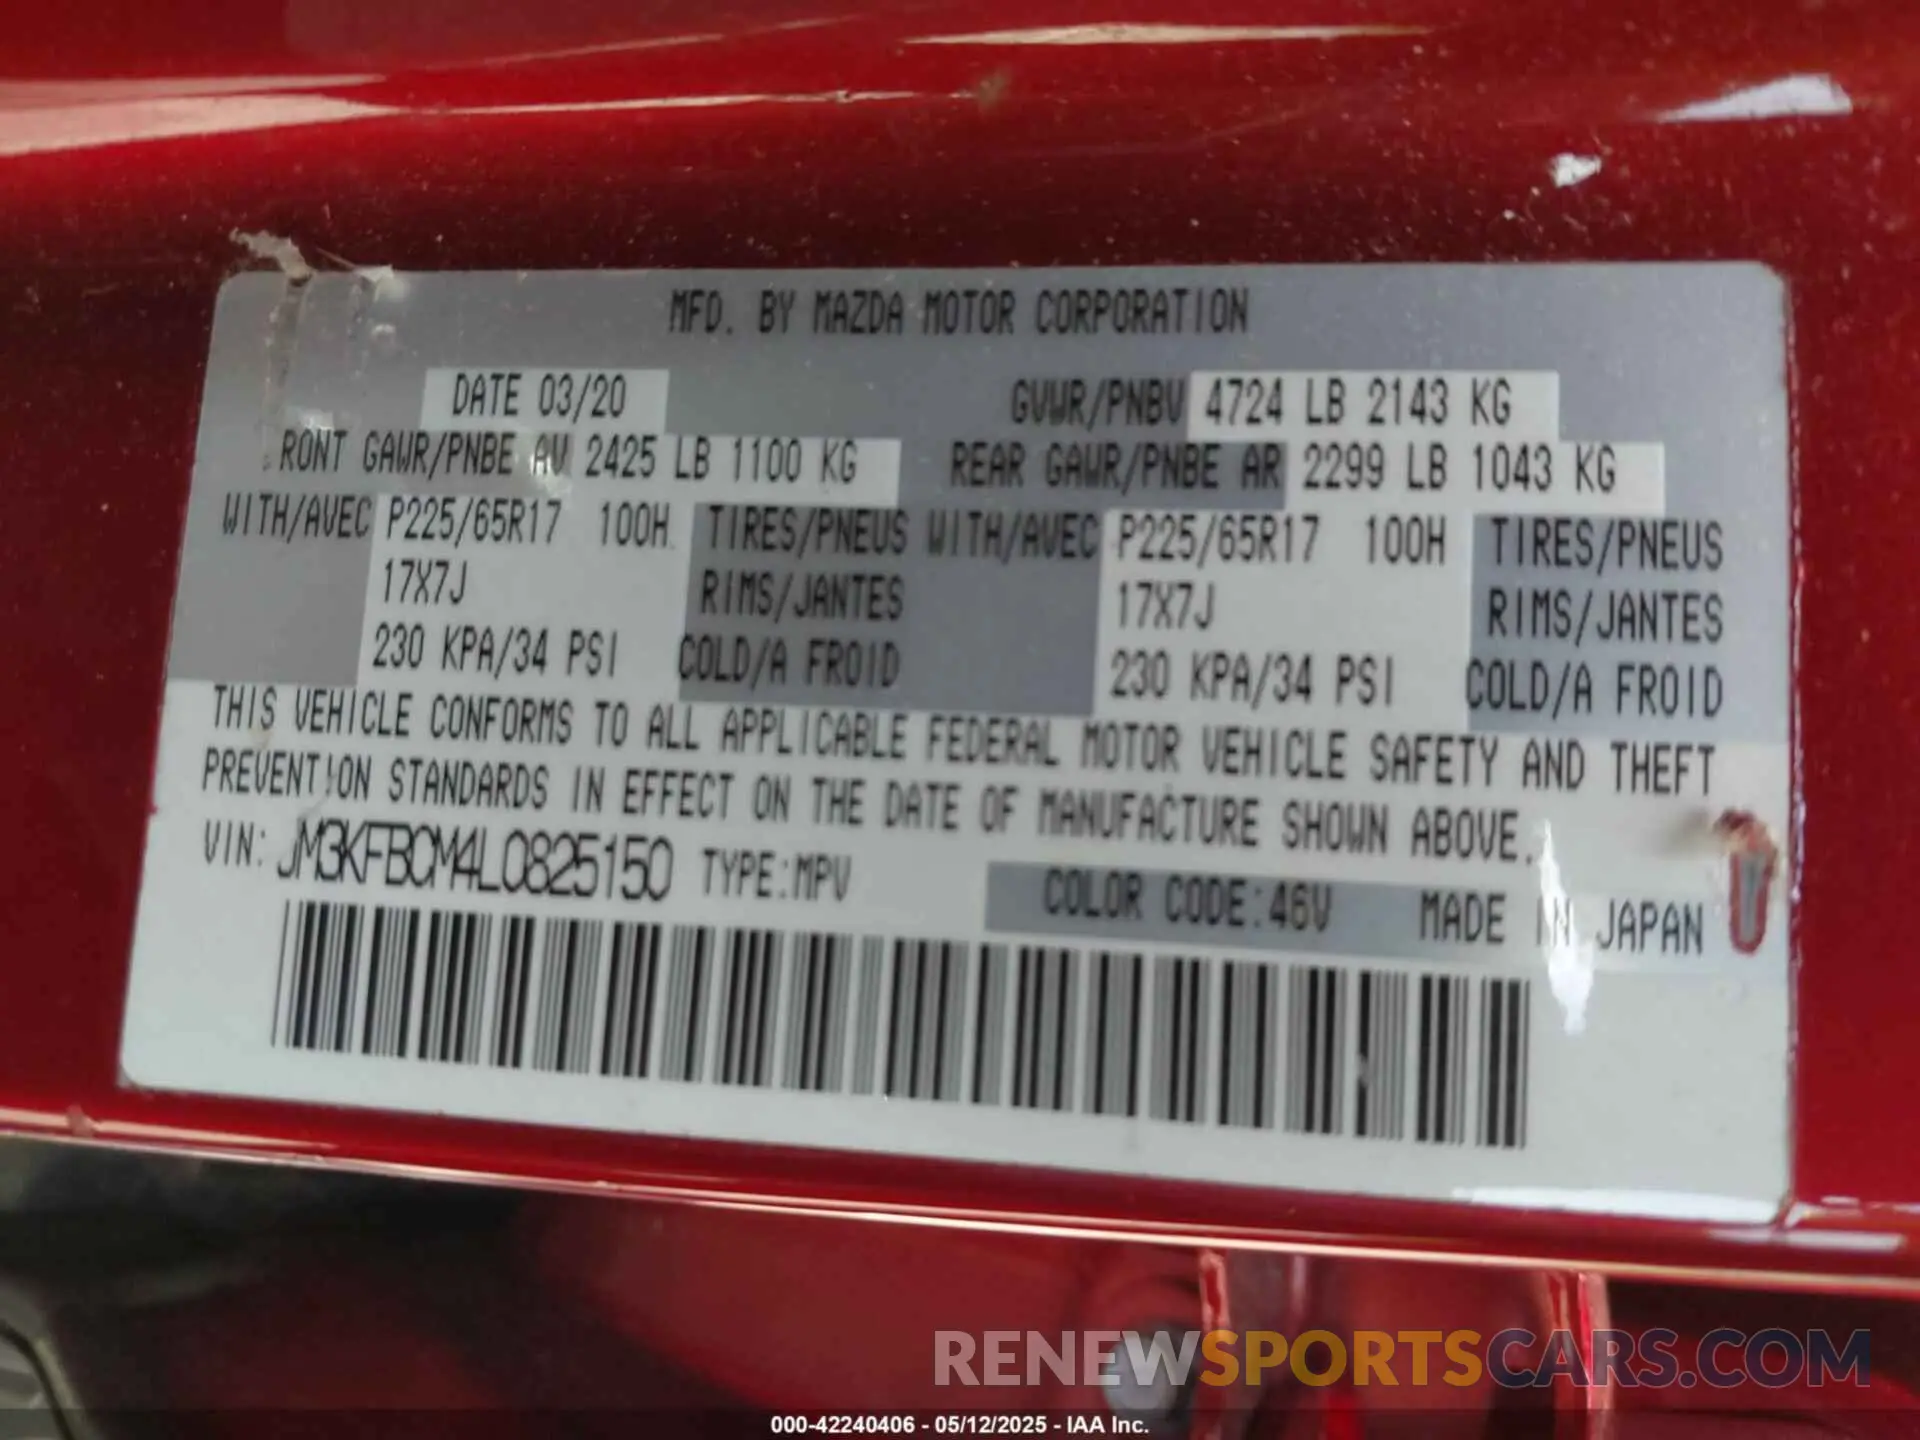 MFD. BY MAZDA MOTOR CORPORATION
DATE 03/20 GVWR/PNBV 4724 LB 2143 KG
RONT GAWR/PNBE AV 2425 LB 1100 KG REAR GAWR/PNBE AR 2299 LB 1043 KG
WITH/AVEC P225/65R17 100H TIRES/PNEUS WITH/AVEC P225/65R17 100H TIRES/PNEUS
17X7J RIMS/JANTES 17X7J RIMS/JANTES
230 KPA/34 PSI COLD/A FROID 230 KPA/34 PSI COLD/A FROID
THIS VEHICLE CONFORMS TO ALL APPLICABLE FEDERAL MOTOR VEHICLE SAFETY AND THEFT
PREVENTION STANDARDS IN EFFECT ON THE DATE OF MANUFACTURE SHOWN ABOVE.
VIN: JM3KFBCM4L0825150 TYPE:MPV COLOR CODE:46V MADE IN JAPAN
RENEWSPORTSCARS.COM
000-42240406 - 05/12/2025 - IAA Inc.